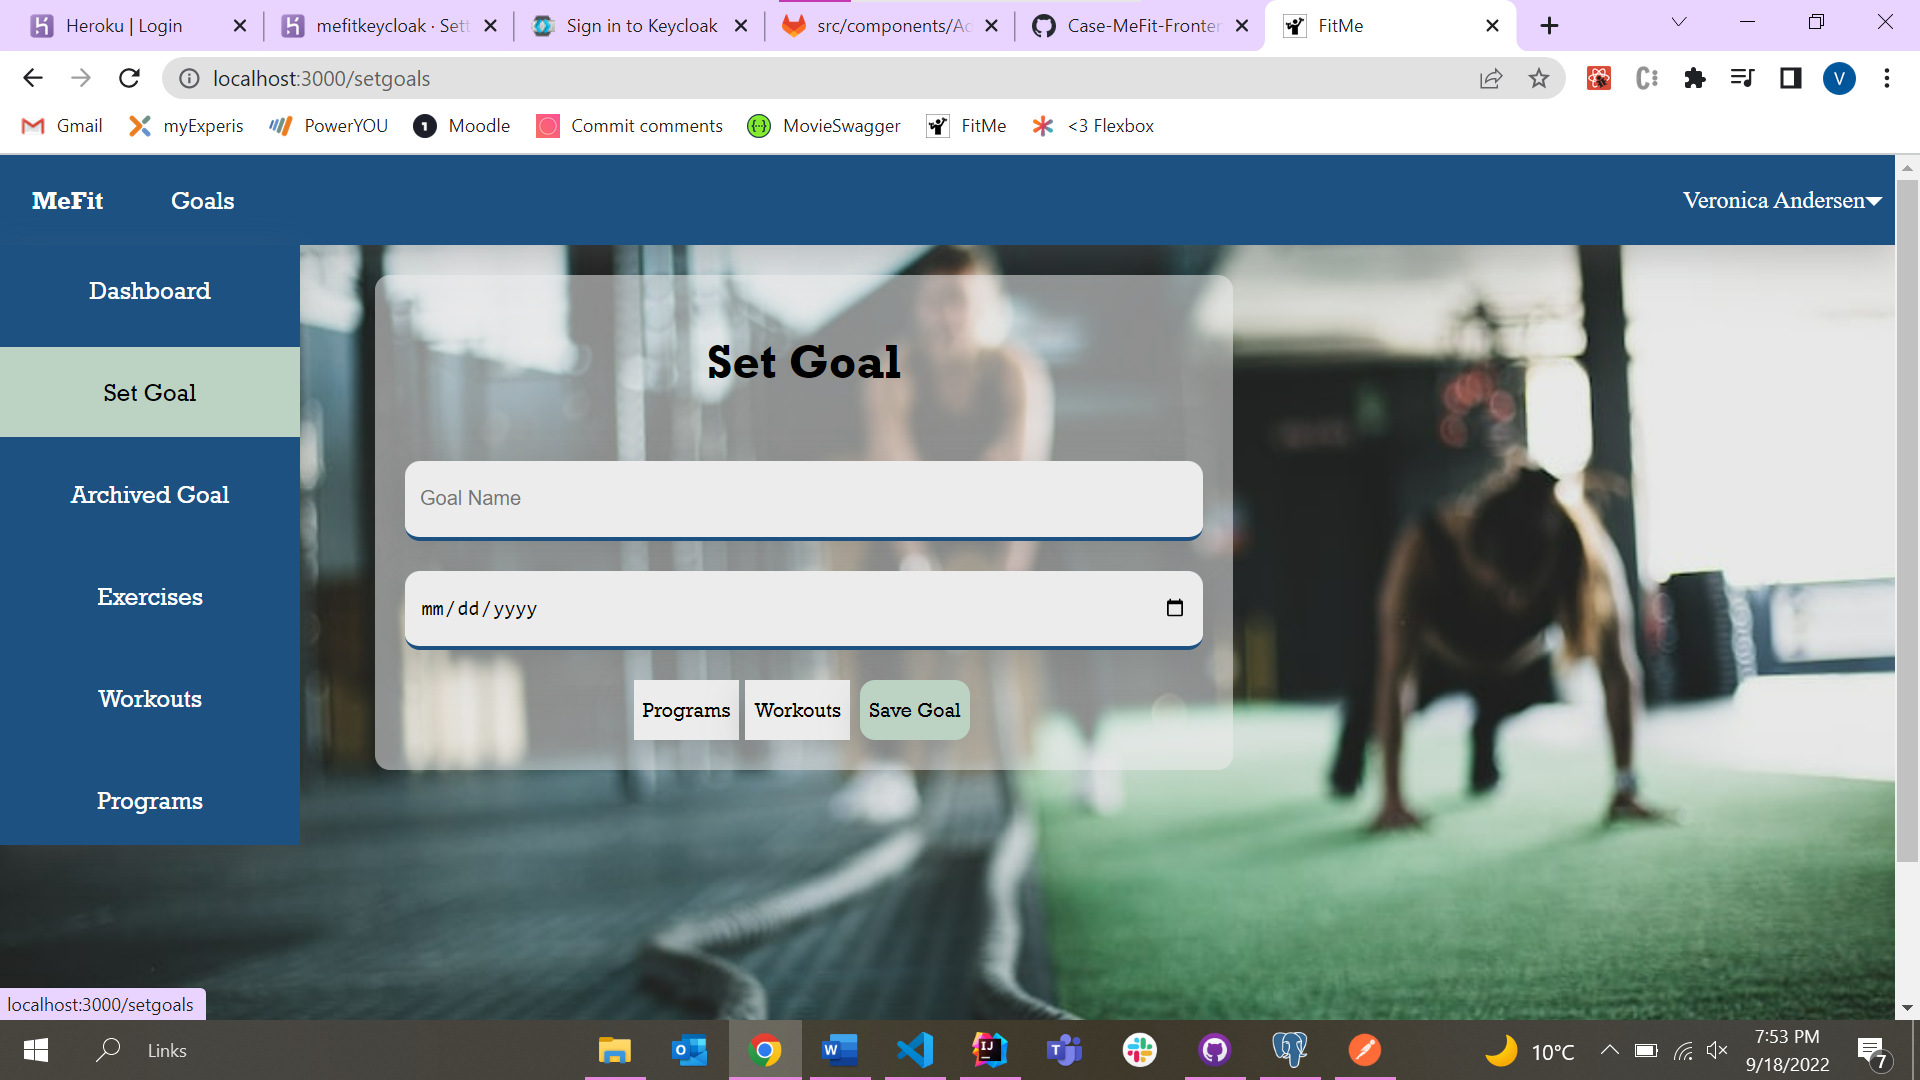 Heroku | Login
mefitkeycloak · Sett
Sign in to Keycloak
src/components/Ac
Case-MeFit-Fronter
FitMe
localhost:3000/setgoals
V
Gmail
myExperis
PowerYOU
Moodle
Commit comments
MovieSwagger
FitMe
<3 Flexbox
MeFit
Goals
Veronica Andersen
Dashboard
Set Goal
Archived Goal
Exercises
Workouts
Programs
Set Goal
Goal Name
mm/dd/yyyy
Programs
Workouts
Save Goal
localhost:3000/setgoals
Links
10°C
7:53 PM
9/18/2022
7